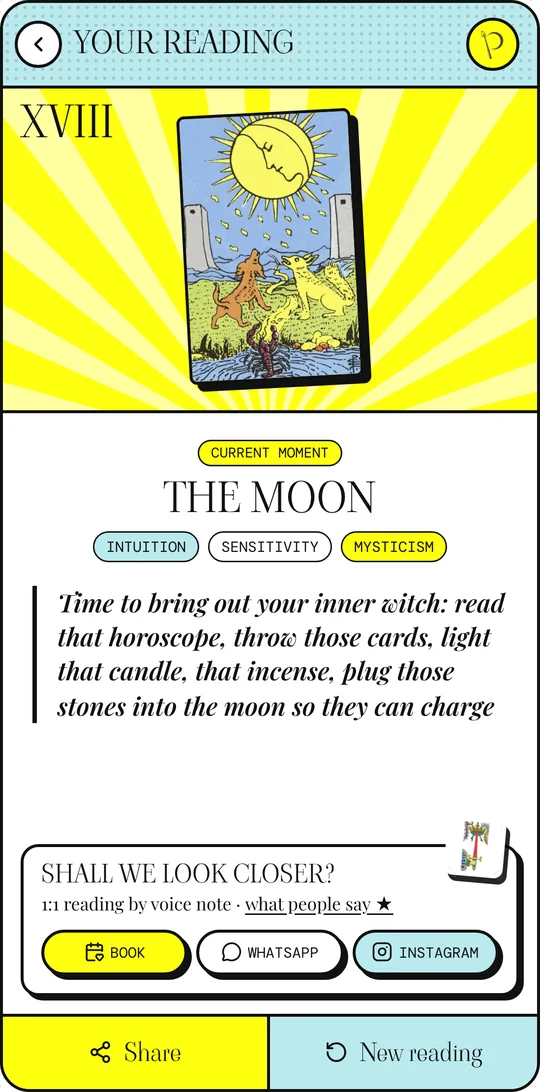 YOUR READING
XVIII
CURRENT MOMENT
THE MOON
INTUITION
SENSITIVITY
MYSTICISM
Time to bring out your inner witch: read
that horoscope, throw those cards, light
that candle, that incense, plug those
stones into the moon so they can charge
SHALL WE LOOK CLOSER?
1:1 reading by voice note · what people say ★
BOOK
WHATSAPP
INSTAGRAM
Share
New reading